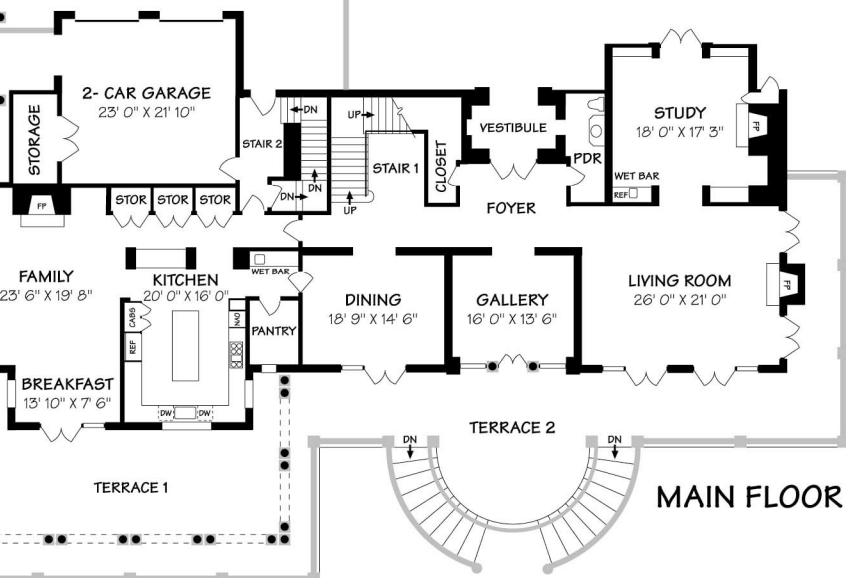 2- CAR GARAGE
23' 0" X 21' 10"
STORAGE
STAIR 2
DN
DN
DN
UP
UP
STAIR 1
CLOSET
VESTIBULE
PDR
STUDY
18' 0" X 17' 3"
FP
WET BAR
REF
FOYER
FP
STOR
STOR
STOR
FAMILY
23' 6" X 19' 8"
KITCHEN
20' 0" X 16' 0"
WET BAR
CABS
REF
PANTRY
DW
DW
DINING
18' 9" X 14' 6"
GALLERY
16' 0" X 13' 6"
LIVING ROOM
26' 0" X 21' 0"
FP
BREAKFAST
13' 10" X 7' 6"
TERRACE 1
TERRACE 2
DN
DN
MAIN FLOOR